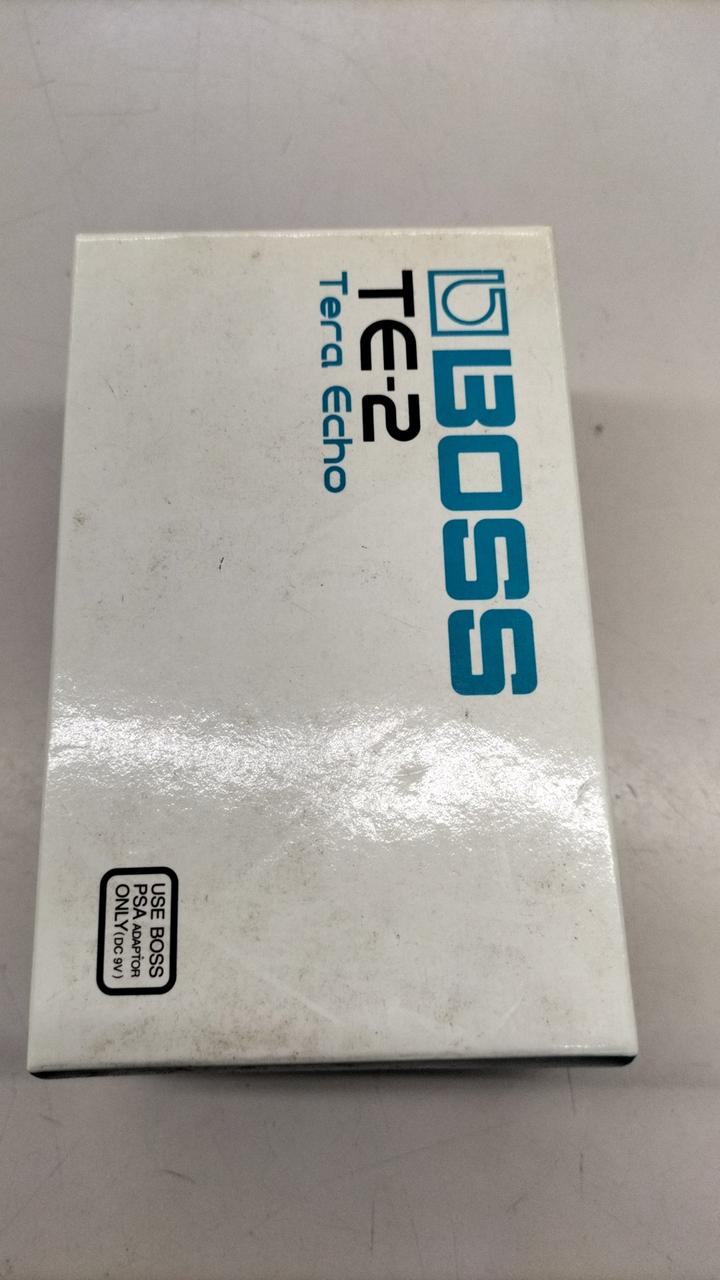 BOSS
TE-2
Tera Echo
USE BOSS
PSA ADAPTOR
ONLY (DC 9V)